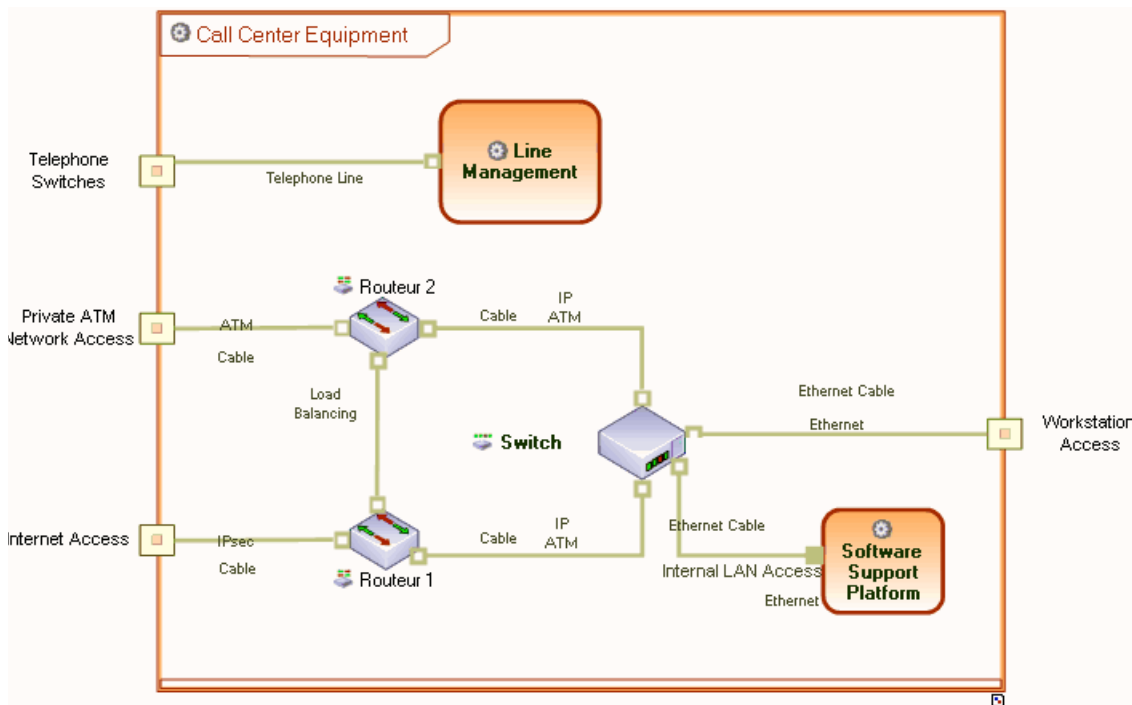 Call Center Equipment
Line
Management
Telephone
Switches
Telephone Line
Routeur 2
IP
ATM
Cable
Private ATM
Network Access
ATM
Cable
Load
Balancing
Ethernet Cable
Ethernet
Workstation
Access
Switch
Internet Access
IPsec
Cable
Cable
IP
ATM
Ethernet Cable
Software
Support
Platform
Internal LAN Access
Ethernet
Routeur 1